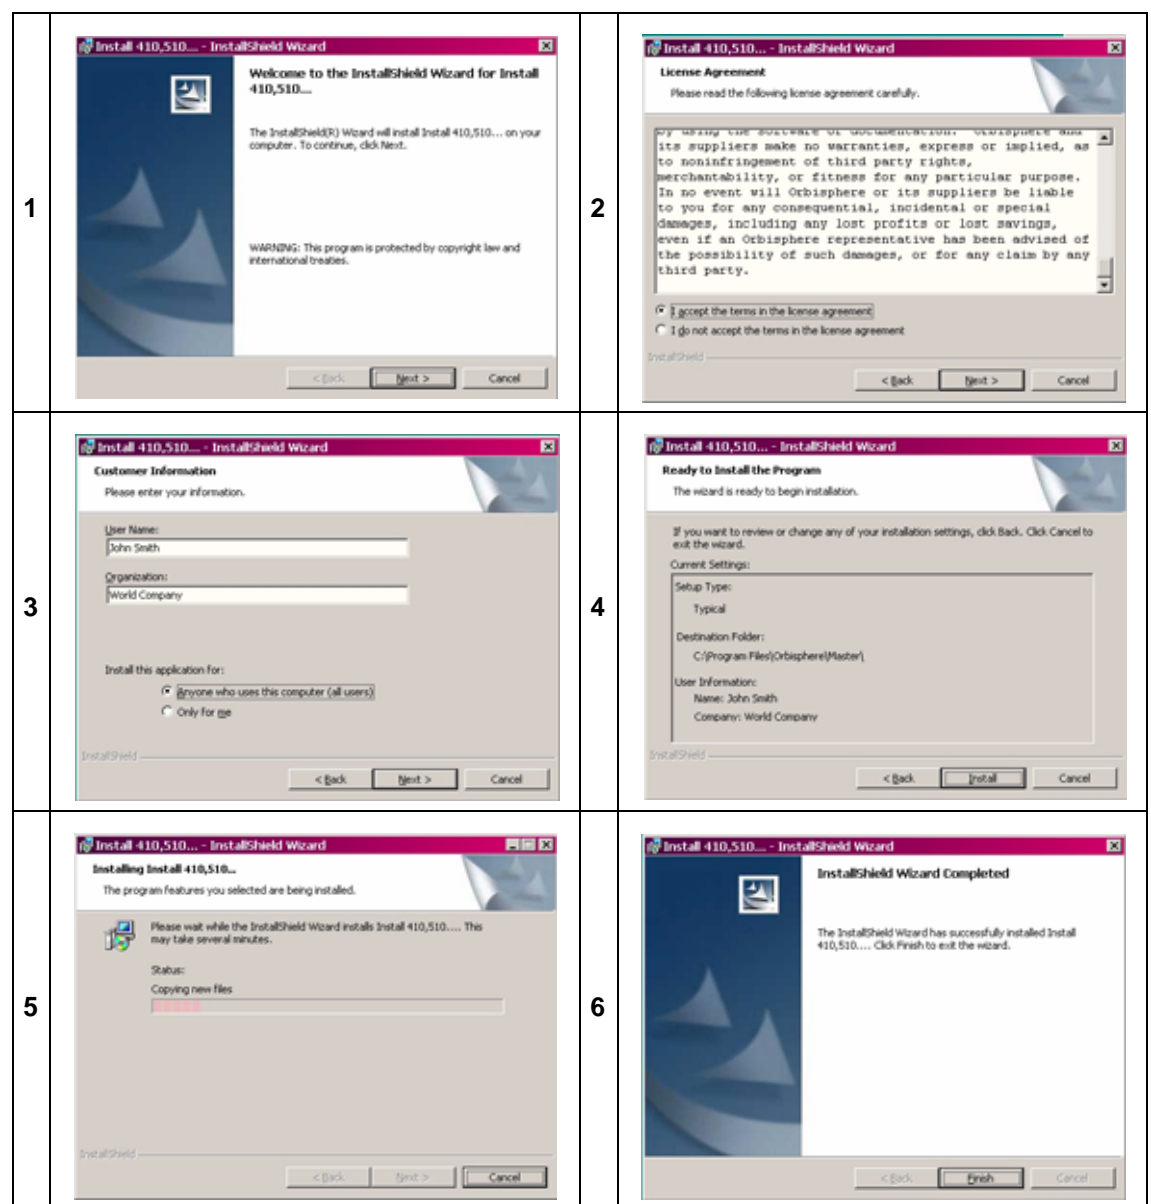 1
Install 410,510... - InstallShield Wizard
Welcome to the InstallShield Wizard for Install
410,510...
The InstallShield(R) Wizard will install Install 410,510... on your
computer. To continue, click Next.
WARNING: This program is protected by copyright law and
international treaties.
< Back
Next >
Cancel
2
Install 410,510... - InstallShield Wizard
License Agreement
Please read the following license agreement carefully.
by using the software or documentation. Orbisphere and
its suppliers make no warranties, express or implied, as
to noninfringement of third party rights,
merchantability, or fitness for any particular purpose.
In no event will Orbisphere or its suppliers be liable
to you for any consequential, incidental or special
damages, including any lost profits or lost savings,
even if an Orbisphere representative has been advised of
the possibility of such damages, or for any claim by any
third party.
I accept the terms in the license agreement
I do not accept the terms in the license agreement
InstallShield
< Back
Next >
Cancel
3
Install 410,510... - InstallShield Wizard
Customer Information
Please enter your information.
User Name:
John Smith
Organization:
World Company
Install this application for:
Anyone who uses this computer (all users)
Only for me
InstallShield
< Back
Next >
Cancel
4
Install 410,510... - InstallShield Wizard
Ready to Install the Program
The wizard is ready to begin installation.
If you want to review or change any of your installation settings, click Back. Click Cancel to
exit the wizard.
Current Settings:
Setup Type:
Typical
Destination Folder:
C:\Program Files\Orbisphere\Master\
User Information:
Name: John Smith
Company: World Company
InstallShield
< Back
Install
Cancel
5
Install 410,510... - InstallShield Wizard
Installing Install 410,510...
The program features you selected are being installed.
Please wait while the InstallShield Wizard installs Install 410,510.... This
may take several minutes.
Status:
Copying new files
InstallShield
< Back
Next >
Cancel
6
Install 410,510... - InstallShield Wizard
InstallShield Wizard Completed
The InstallShield Wizard has successfully installed Install
410,510.... Click Finish to exit the wizard.
< Back
Finish
Cancel